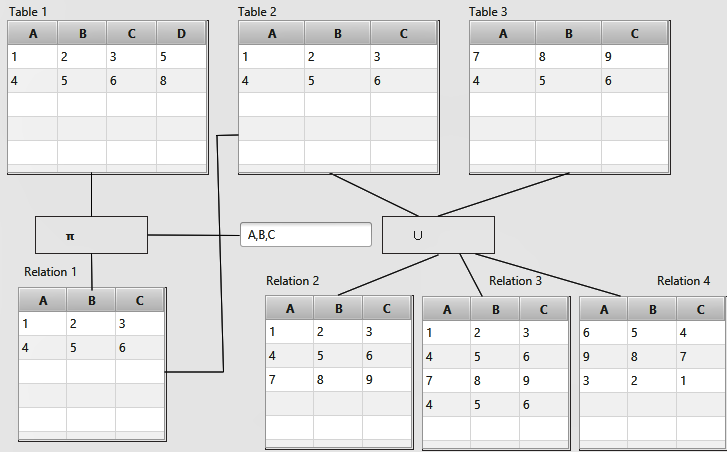 Table 1
A B C D
1 2 3 5
4 5 6 8
Table 2
A B C
1 2 3
4 5 6
Table 3
A B C
7 8 9
4 5 6
π
A,B,C
∪
Relation 1
A B C
1 2 3
4 5 6
Relation 2
A B C
1 2 3
4 5 6
7 8 9
Relation 3
A B C
1 2 3
4 5 6
7 8 9
4 5 6
Relation 4
A B C
6 5 4
9 8 7
3 2 1